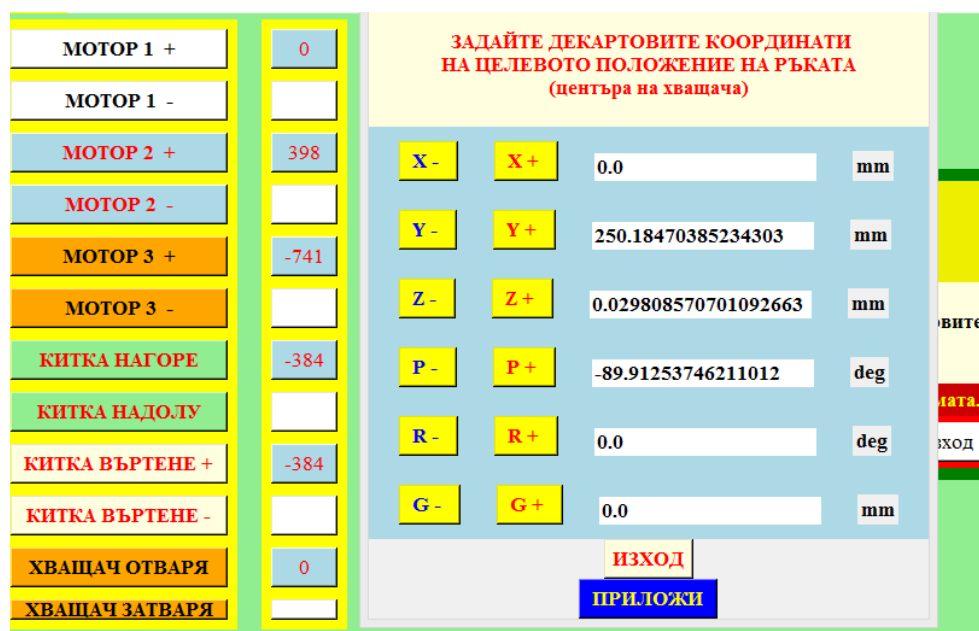 МОТОР 1 +
0
МОТОР 1 -
МОТОР 2 +
398
МОТОР 2 -
МОТОР 3 +
-741
МОТОР 3 -
КИТКА НАГОРЕ
-384
КИТКА НАДОЛУ
КИТКА ВЪРТЕНЕ +
-384
КИТКА ВЪРТЕНЕ -
ХВАЩАЧ ОТВАРЯ
0
ХВАЩАЧ ЗАТВАРЯ
ЗАДАЙТЕ ДЕКАРТОВИТЕ КООРДИНАТИ
НА ЦЕЛЕВОТО ПОЛОЖЕНИЕ НА РЪКАТА
(центъра на хващача)
X - X + 0.0 mm
Y - Y + 250.18470385234303 mm
Z - Z + 0.029808570701092663 mm
P - P + -89.91253746211012 deg
R - R + 0.0 deg
G - G + 0.0 mm
ИЗХОД
ПРИЛОЖИ